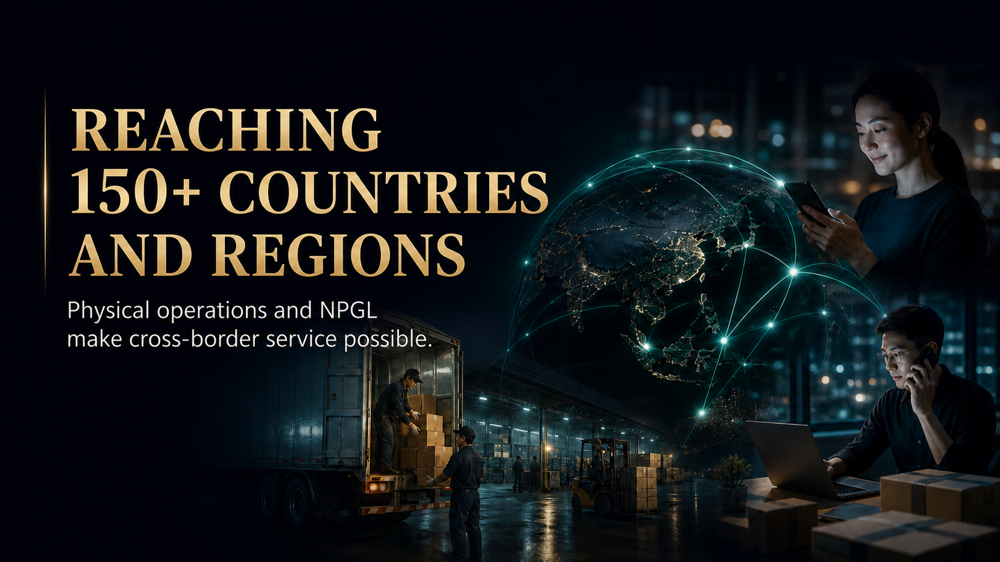 REACHING
150+ COUNTRIES
AND REGIONS
Physical operations and NPGL
make cross-border service possible.